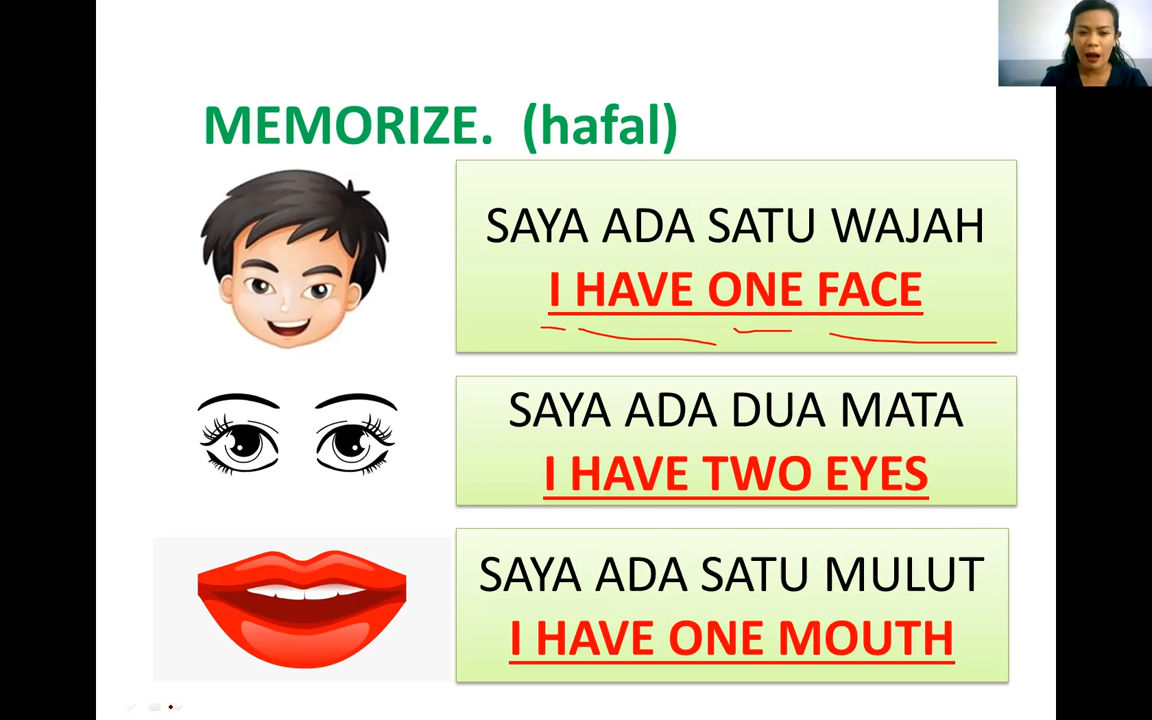 MEMORIZE. (hafal)
SAYA ADA SATU WAJAH
I HAVE ONE FACE
SAYA ADA DUA MATA
I HAVE TWO EYES
SAYA ADA SATU MULUT
I HAVE ONE MOUTH